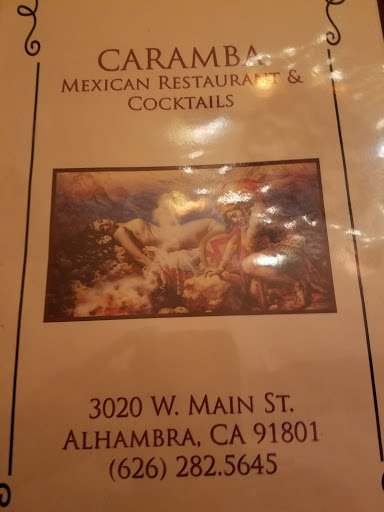 CARAMBA
MEXICAN RESTAURANT &
COCKTAILS
3020 W. MAIN ST.
ALHAMBRA, CA 91801
(626) 282.5645